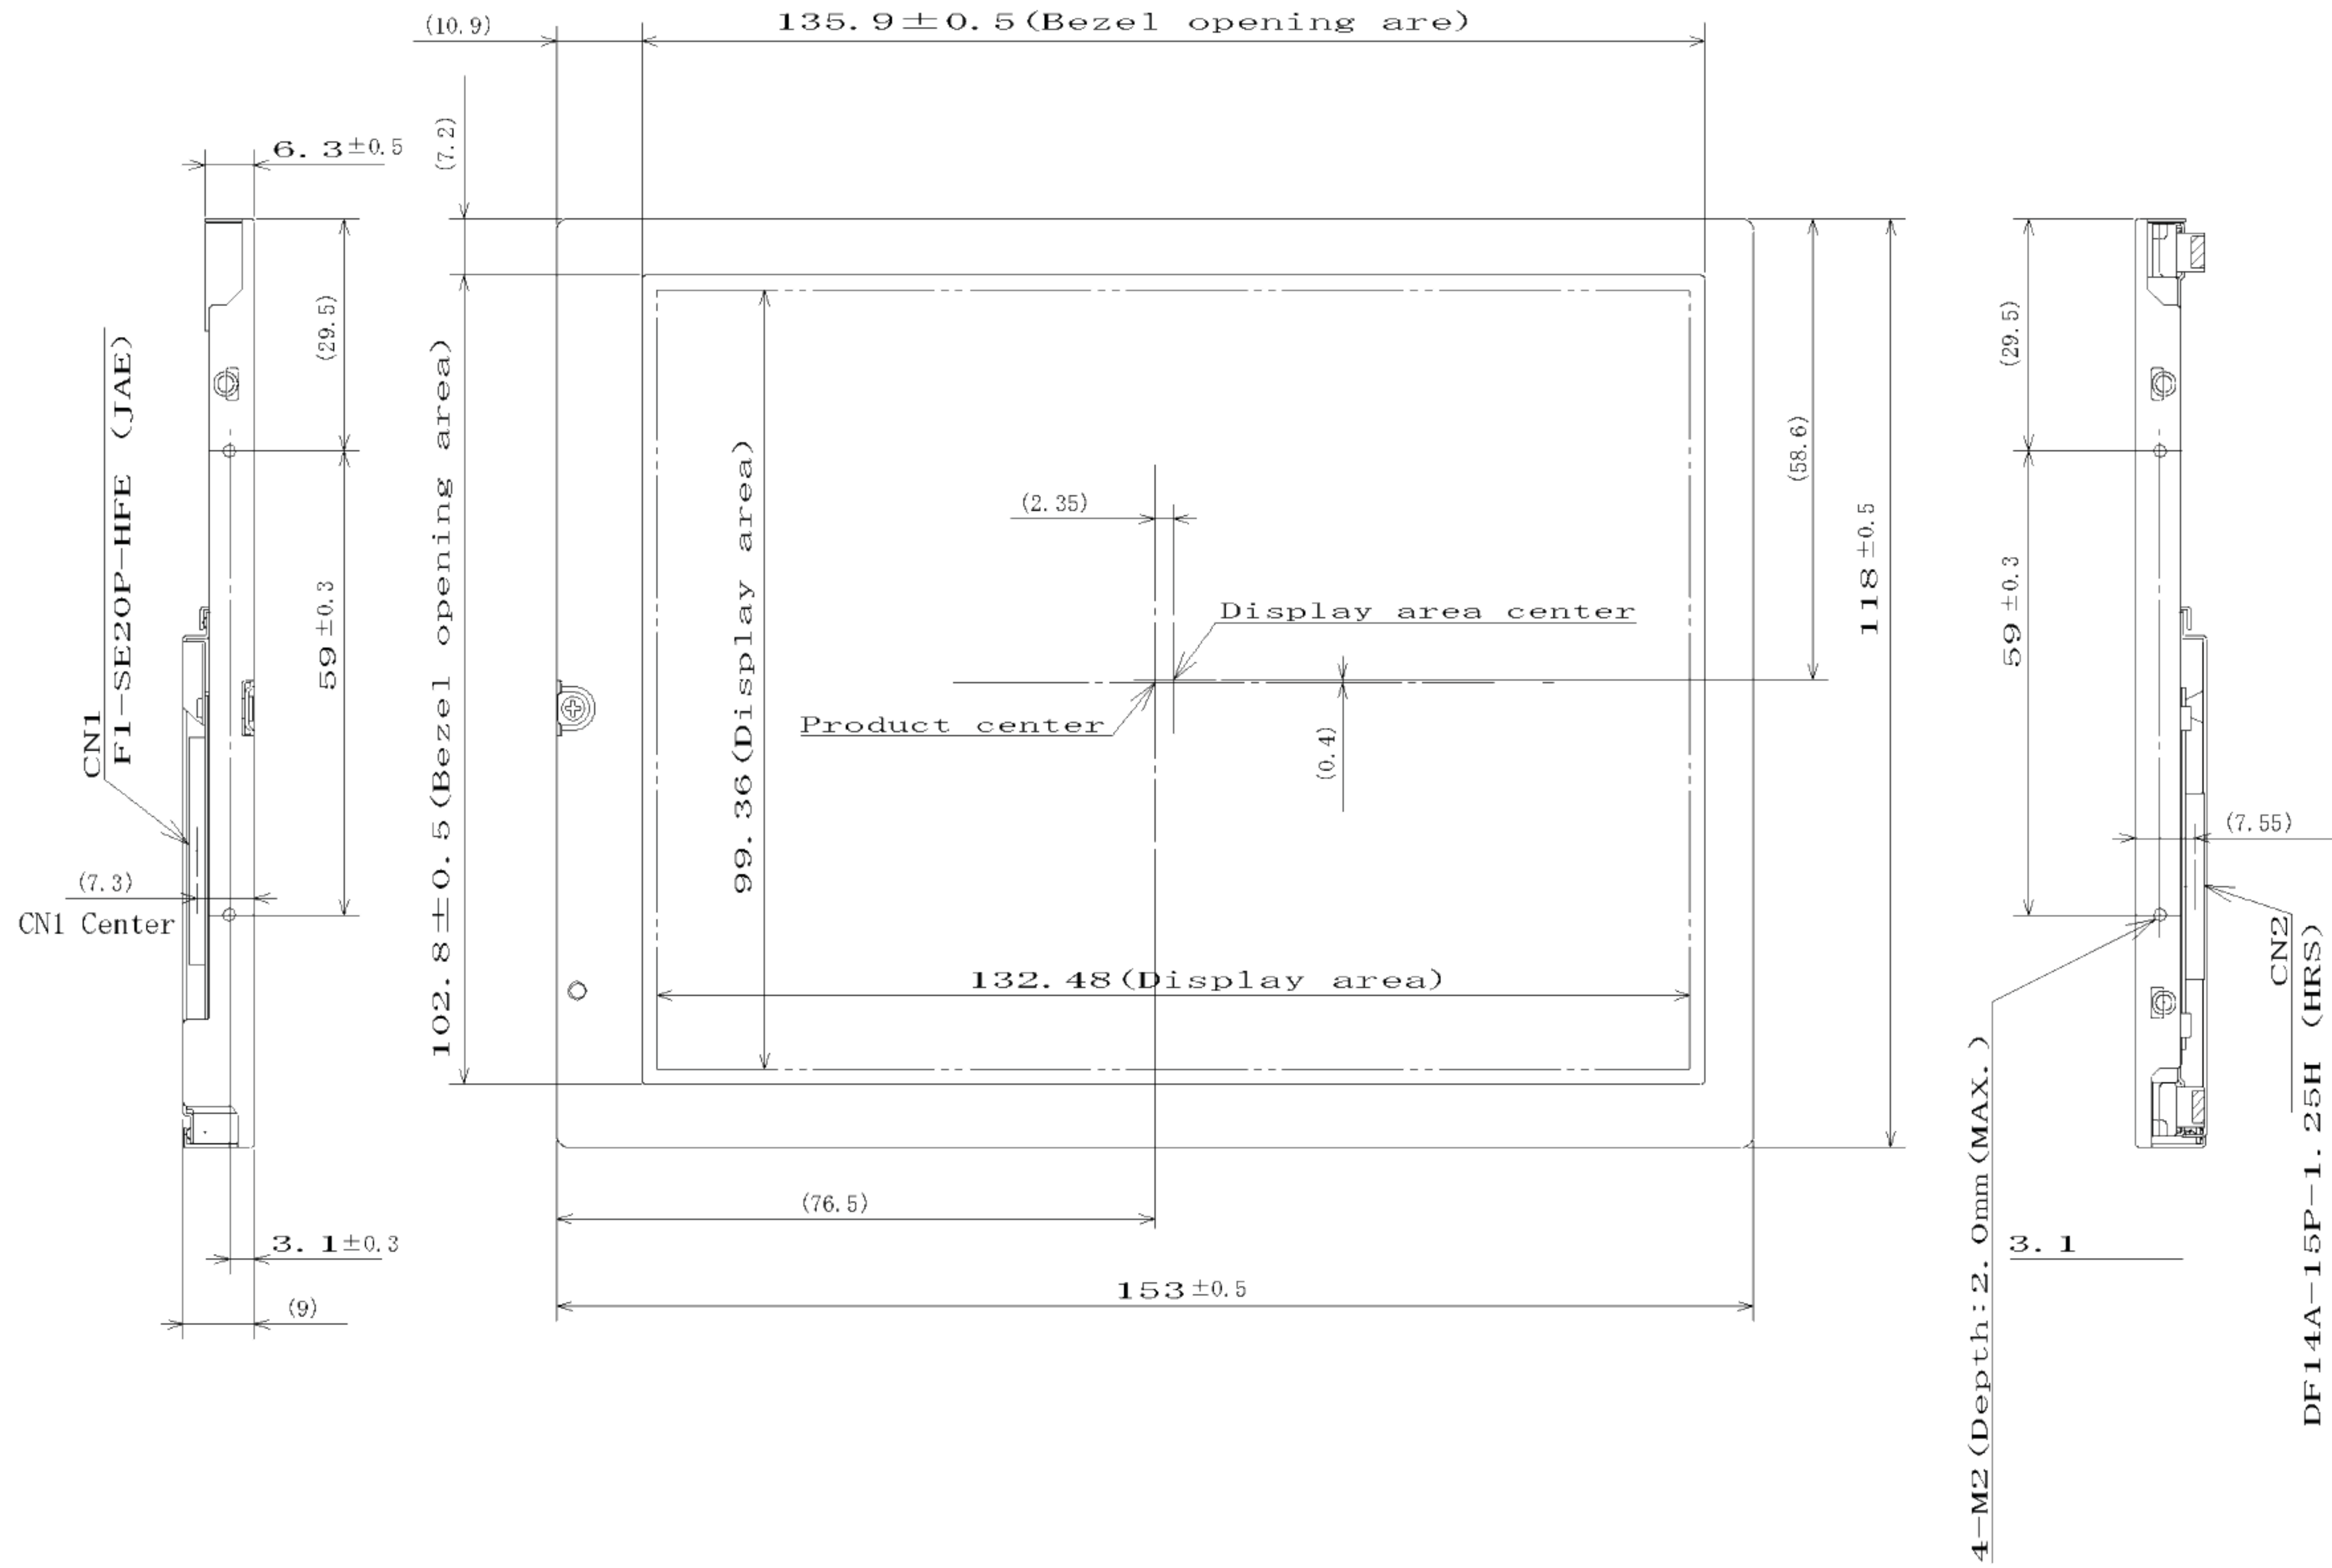 (10.9)
135.9±0.5(Bezel opening are)
6.3±0.5
(7.2)
(29.5)
59±0.3
CN1
F1-SE20P-HFE (JAE)
(7.3)
CN1 Center
3.1±0.3
(9)
102.8±0.5(Bezel opening area)
99.36(Display area)
(2.35)
Display area center
Product center
(0.4)
132.48(Display area)
(58.6)
118±0.5
(76.5)
153±0.5
(29.5)
59±0.3
(7.55)
CN2
DF14A-15P-1.25H (HRS)
4-M2(Depth:2.0mm(MAX.)
3.1